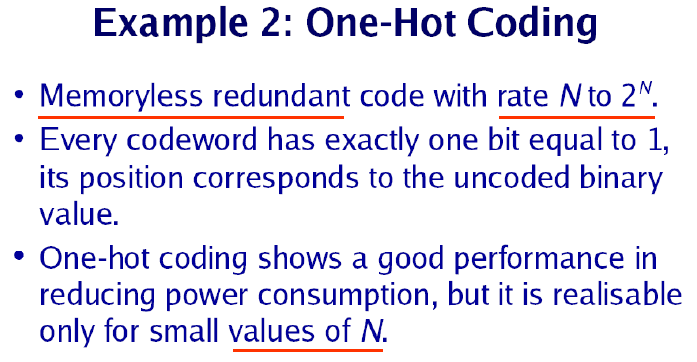 Example 2: One-Hot Coding
• Memoryless redundant code with rate N to 2ᴺ.
• Every codeword has exactly one bit equal to 1,
its position corresponds to the uncoded binary
value.
• One-hot coding shows a good performance in
reducing power consumption, but it is realisable
only for small values of N.